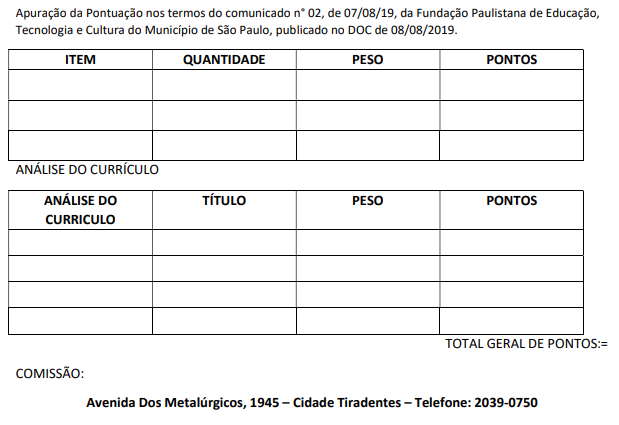 Apuração da Pontuação nos termos do comunicado n° 02, de 07/08/19, da Fundação Paulistana de Educação,
Tecnologia e Cultura do Município de São Paulo, publicado no DOC de 08/08/2019.
ITEM QUANTIDADE PESO PONTOS
ANÁLISE DO CURRÍCULO
ANÁLISE DO TÍTULO PESO PONTOS
CURRICULO
TOTAL GERAL DE PONTOS:=
COMISSÃO:
Avenida Dos Metalúrgicos, 1945 – Cidade Tiradentes – Telefone: 2039-0750